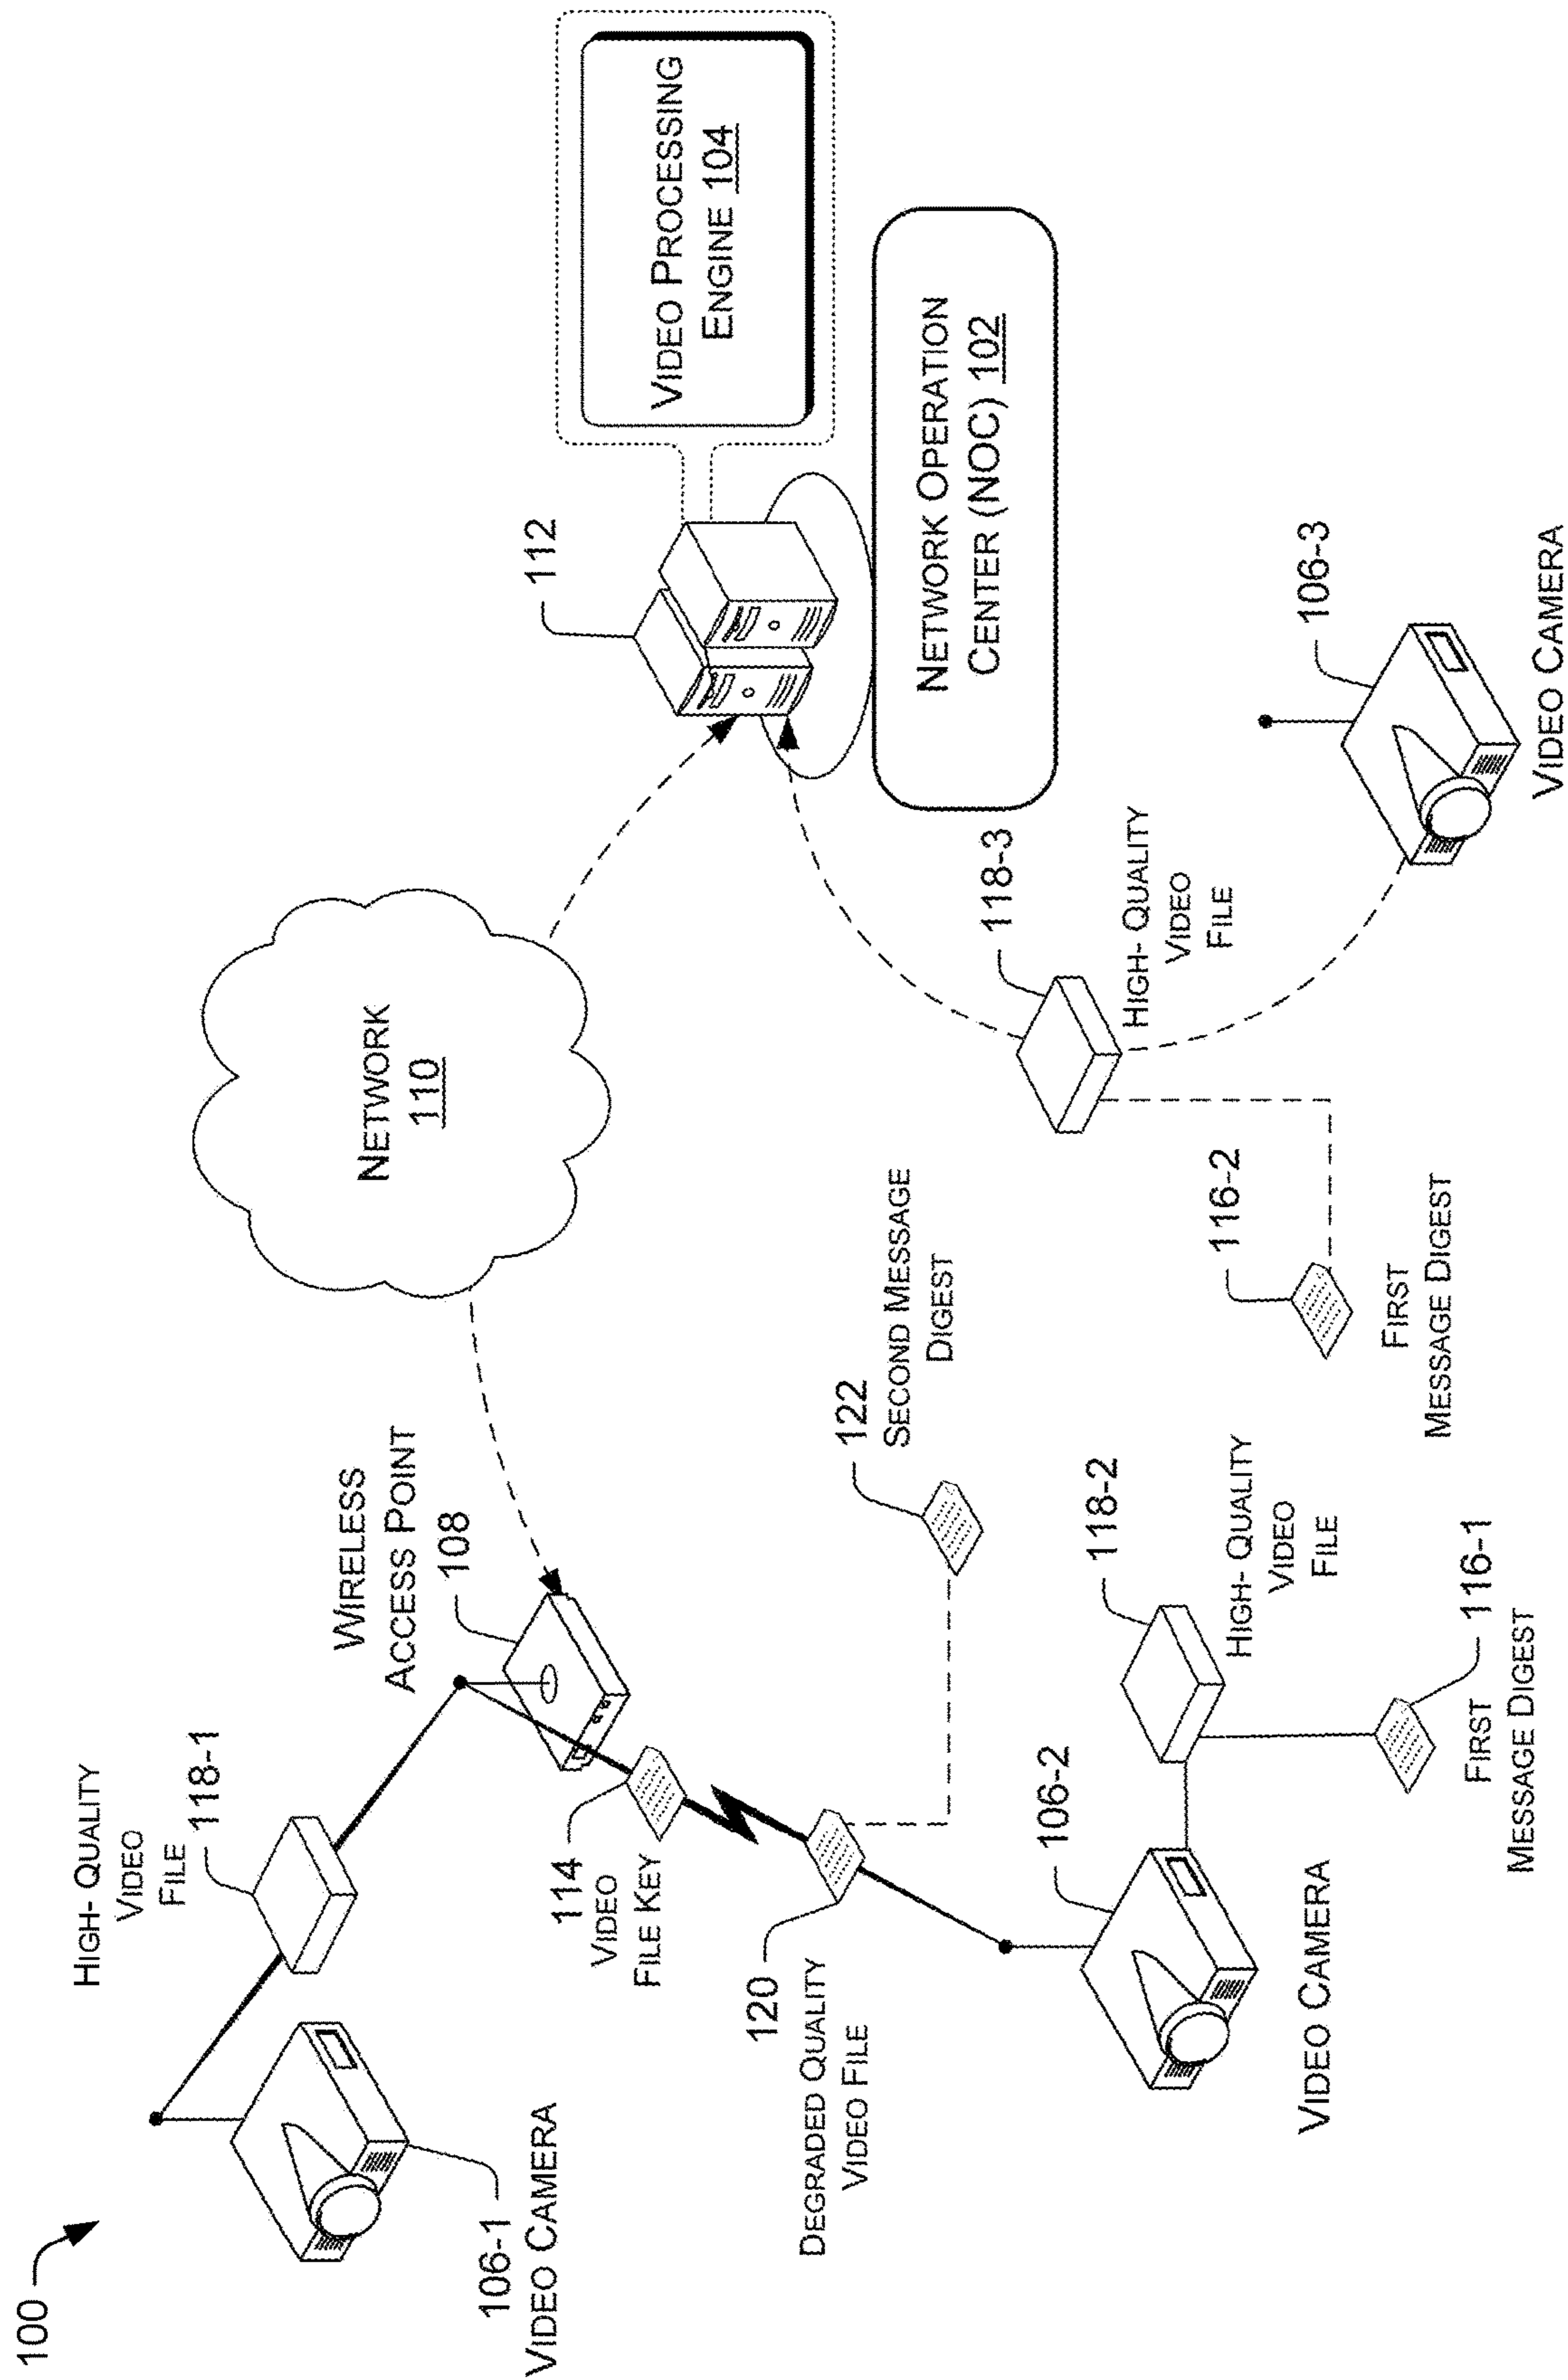 100
106-1
VIDEO CAMERA
HIGH- QUALITY
VIDEO
FILE
118-1
WIRELESS
ACCESS POINT
108
NETWORK
110
112
VIDEO PROCESSING
ENGINE 104
NETWORK OPERATION
CENTER (NOC) 102
114
VIDEO
FILE KEY
120
DEGRADED QUALITY
VIDEO FILE
122
SECOND MESSAGE
DIGEST
118-3
HIGH- QUALITY
VIDEO
FILE
106-3
VIDEO CAMERA
116-2
FIRST
MESSAGE DIGEST
106-2
VIDEO CAMERA
118-2
HIGH- QUALITY
VIDEO
FILE
116-1
FIRST
MESSAGE DIGEST